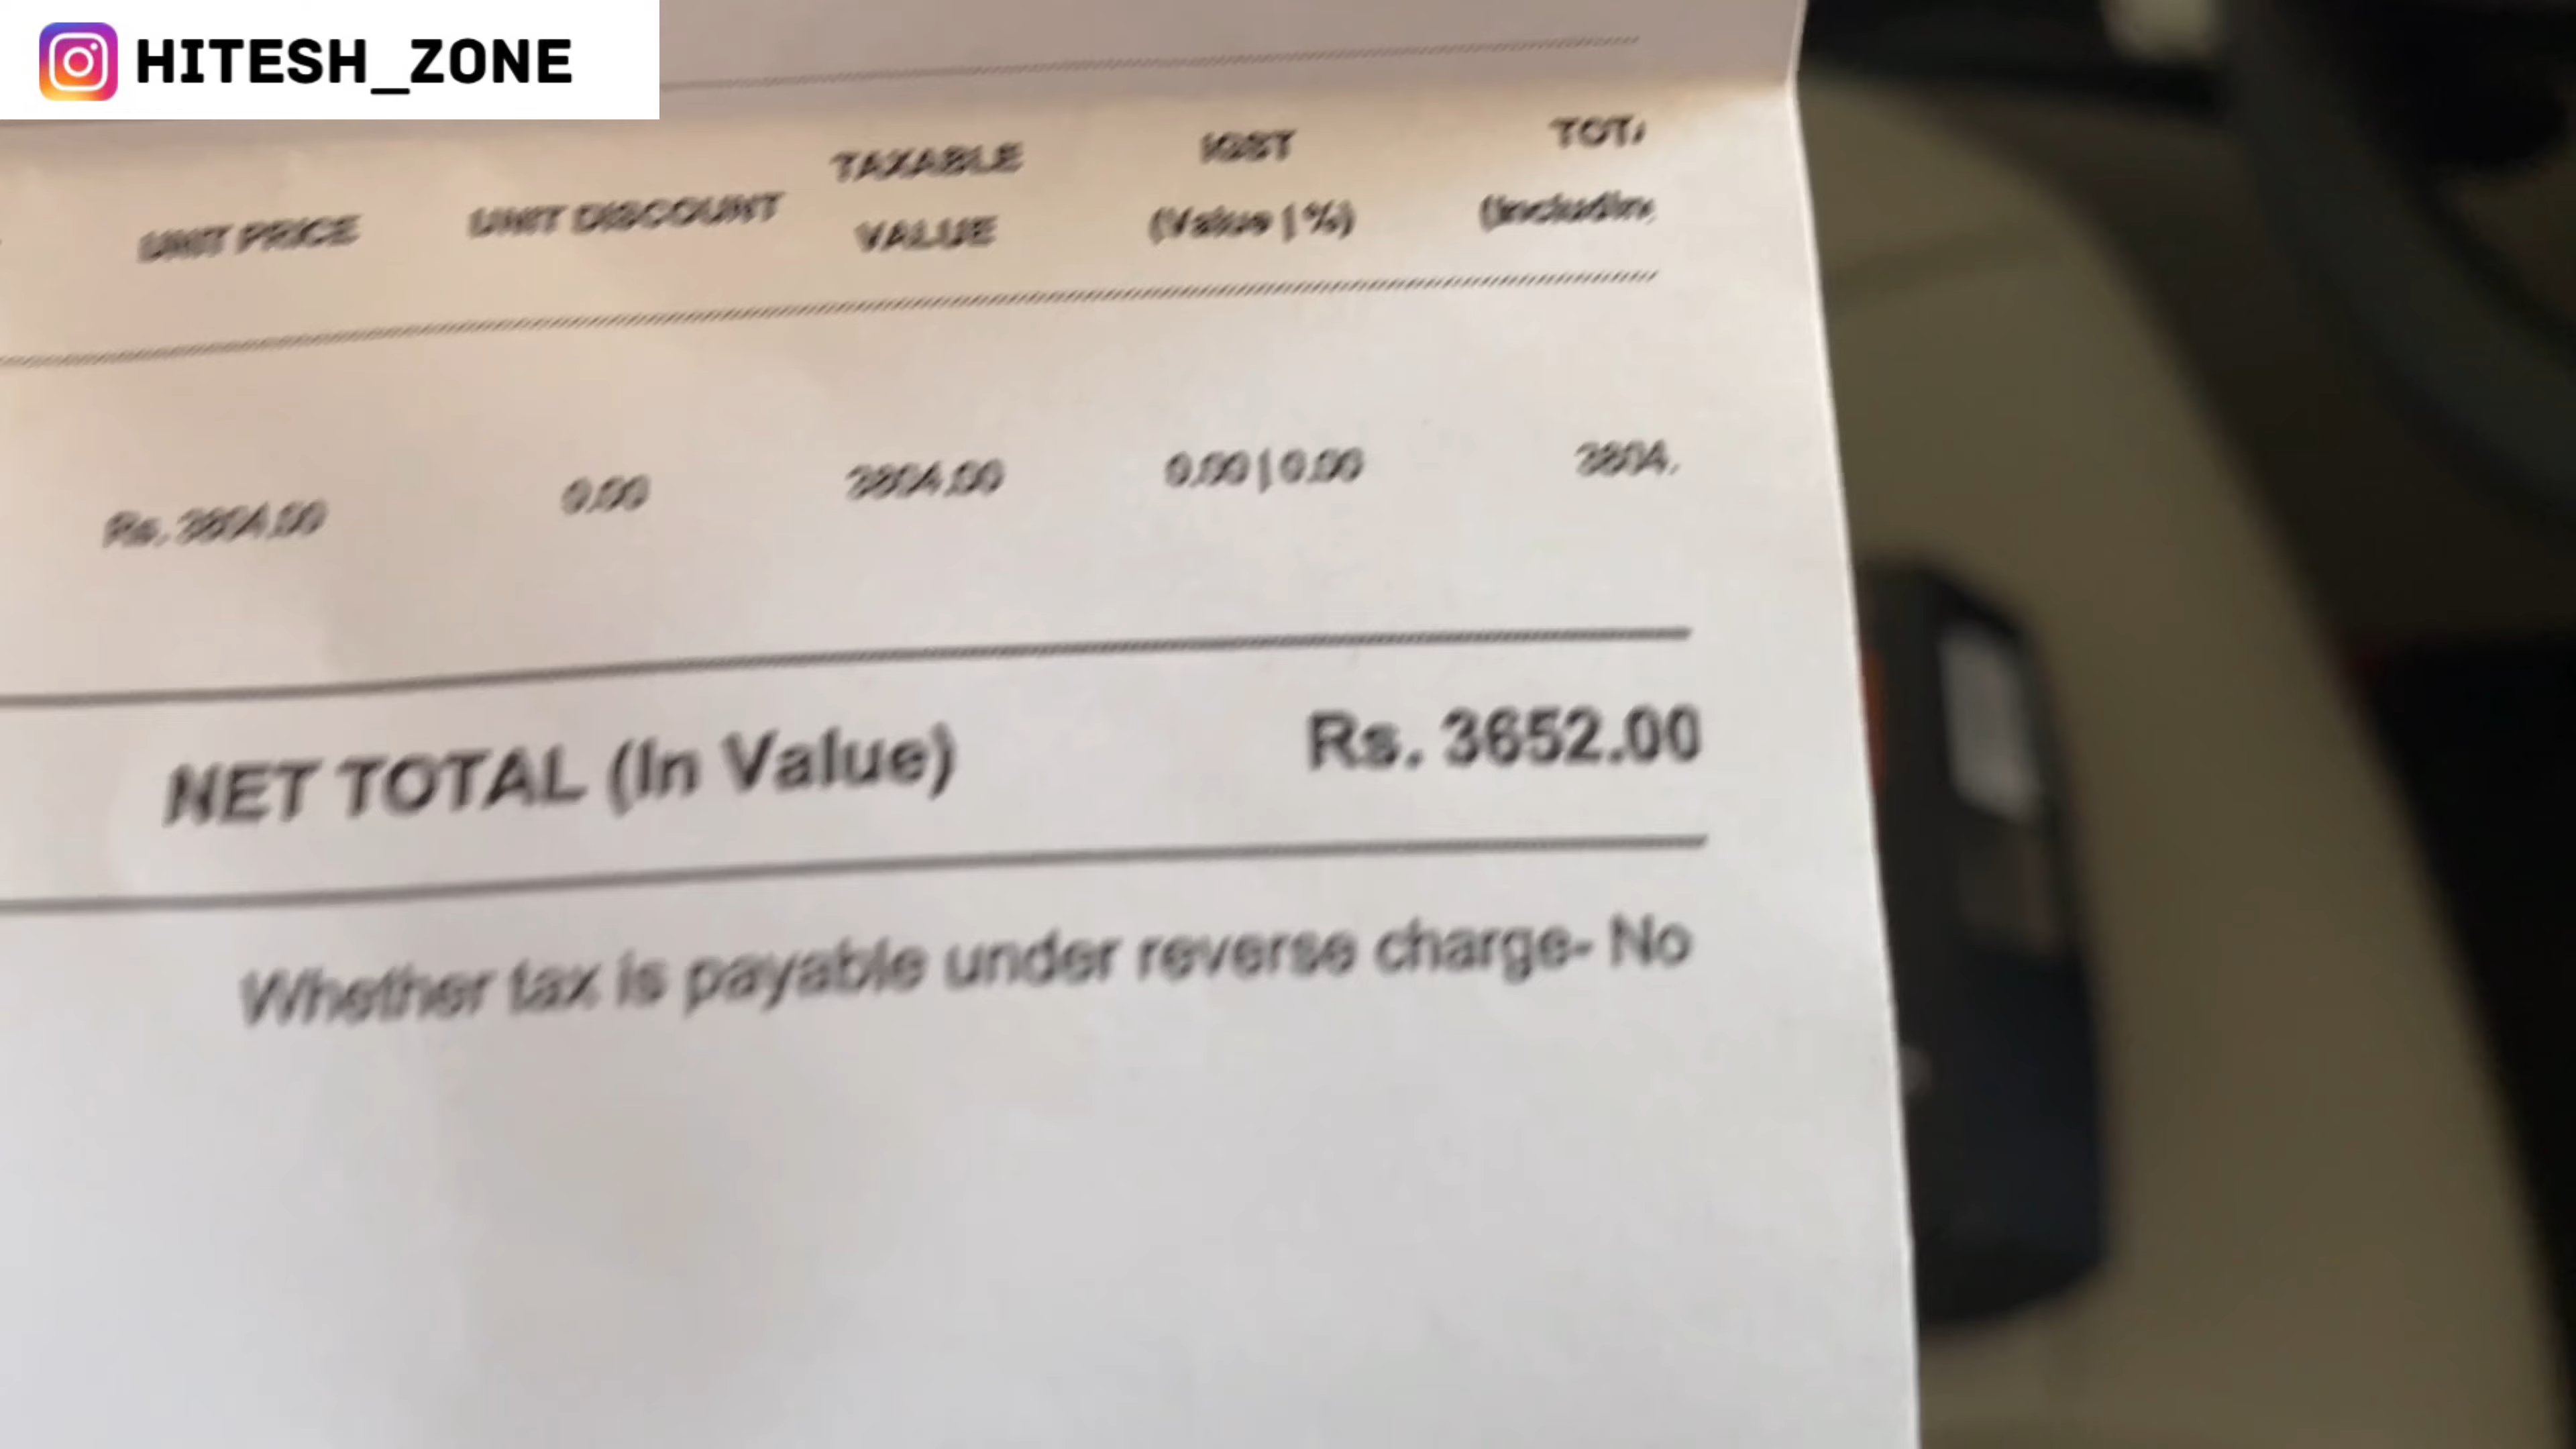 HITESH_ZONE
UNIT PRICE UNIT DISCOUNT TAXABLE VALUE IGST (Value | %)
Rs. 3804.00 0.00 3804.00 0.00 | 0.00 3804.
NET TOTAL (In Value) Rs. 3652.00
Whether tax is payable under reverse charge- No